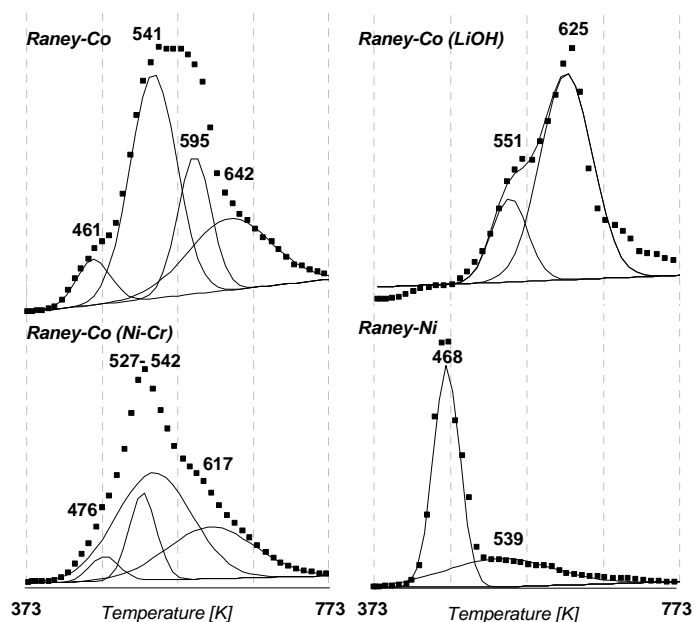 Raney-Co
541
595
642
461
Raney-Co (LiOH)
625
551
Raney-Co (Ni-Cr)
527- 542
617
476
Raney-Ni
468
539
373
Temperature [K]
773
373
Temperature [K]
773